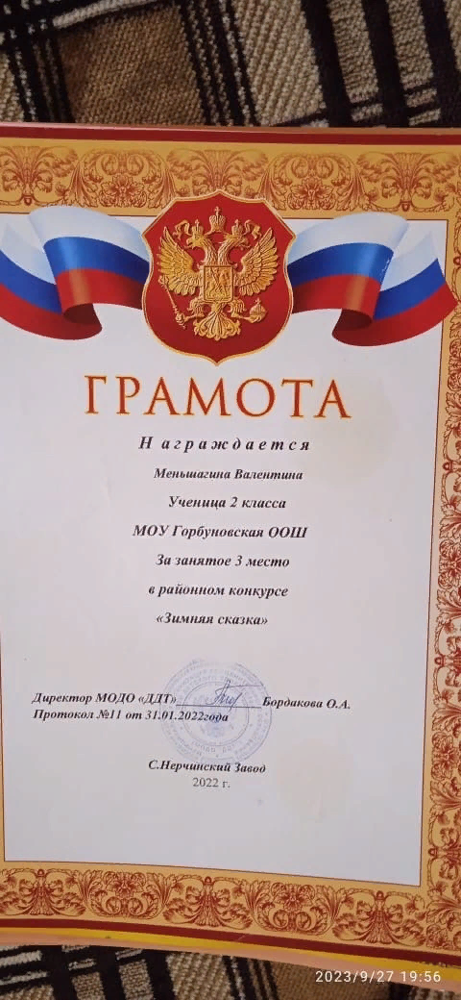 ГРАМОТА
Награждается
Меньшагина Валентина
Ученица 2 класса
МОУ Горбуновская ООШ
За занятое 3 место
в районном конкурсе
«Зимняя сказка»
Директор МОДО «ДДТ»____________Бордакова О.А.
Протокол №11 от 31.01.2022года
С.Нерчинский Завод
2022 г.
2023/9/27 19:56